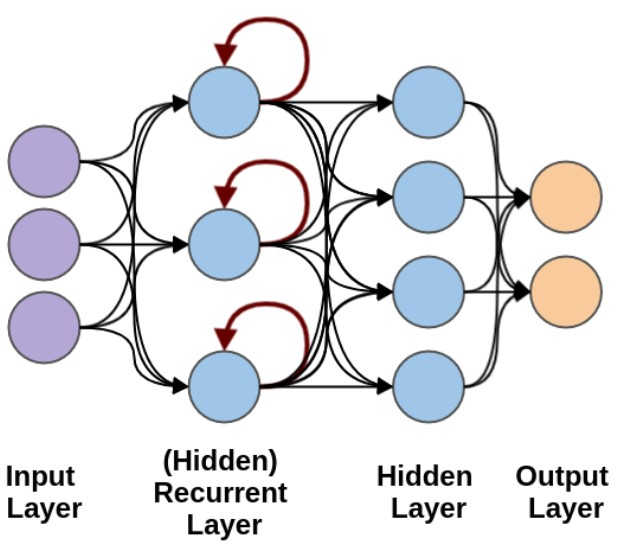 Input
Layer
(Hidden)
Recurrent
Layer
Hidden
Layer
Output
Layer